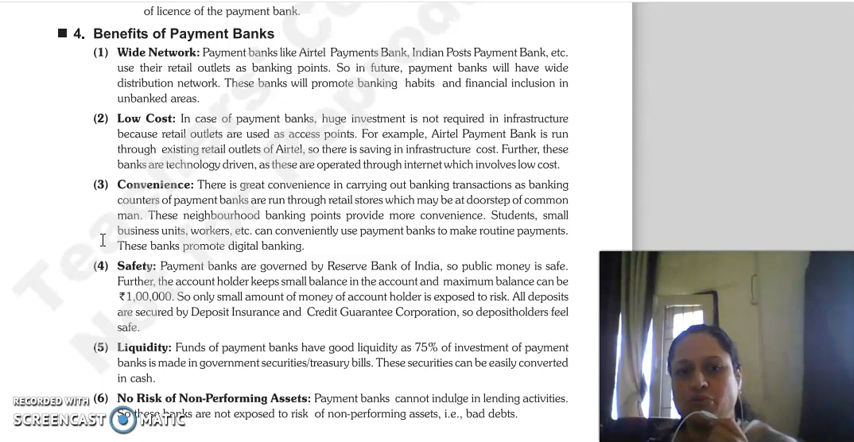 of licence of the payment bank.
■ 4. Benefits of Payment Banks
(1) Wide Network: Payment banks like Airtel Payments Bank, Indian Posts Payment Bank, etc.
use their retail outlets as banking points. So in future, payment banks will have wide
distribution network. These banks will promote banking habits and financial inclusion in
unbanked areas.
(2) Low Cost: In case of payment banks, huge investment is not required in infrastructure
because retail outlets are used as access points. For example, Airtel Payment Bank is run
through existing retail outlets of Airtel, so there is saving in infrastructure cost. Further, these
banks are technology driven, as these are operated through internet which involves low cost.
(3) Convenience: There is great convenience in carrying out banking transactions as banking
counters of payment banks are run through retail stores which may be at doorstep of common
man. These neighbourhood banking points provide more convenience. Students, small
business units, workers, etc. can conveniently use payment banks to make routine payments.
These banks promote digital banking.
(4) Safety: Payment banks are governed by Reserve Bank of India, so public money is safe.
Further, the account holder keeps small balance in the account and maximum balance can be
₹1,00,000. So only small amount of money of account holder is exposed to risk. All deposits
are secured by Deposit Insurance and Credit Guarantee Corporation, so depositholders feel
safe.
(5) Liquidity: Funds of payment banks have good liquidity as 75% of investment of payment
banks is made in government securities/treasury bills. These securities can be easily converted
in cash.
(6) No Risk of Non-Performing Assets: Payment banks cannot indulge in lending activities.
So these banks are not exposed to risk of non-performing assets, i.e., bad debts.
RECORDED WITH
SCREENCAST MATIC